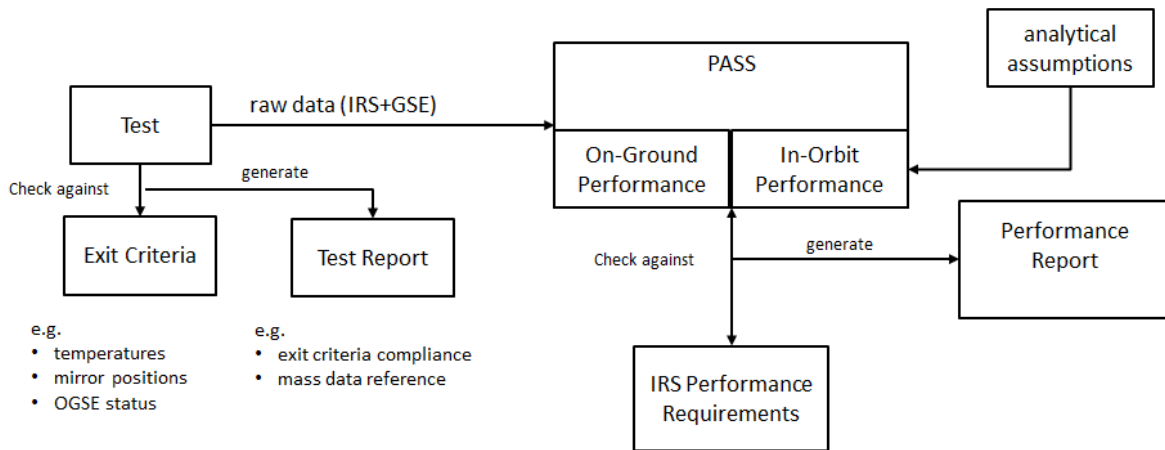 analytical
assumptions
PASS
raw data (IRS+GSE)
Test
On-Ground
Performance
In-Orbit
Performance
Check against
generate
Exit Criteria
Test Report
Performance
Report
Check against
generate
e.g.
• temperatures
• mirror positions
• OGSE status
e.g.
• exit criteria compliance
• mass data reference
IRS Performance
Requirements